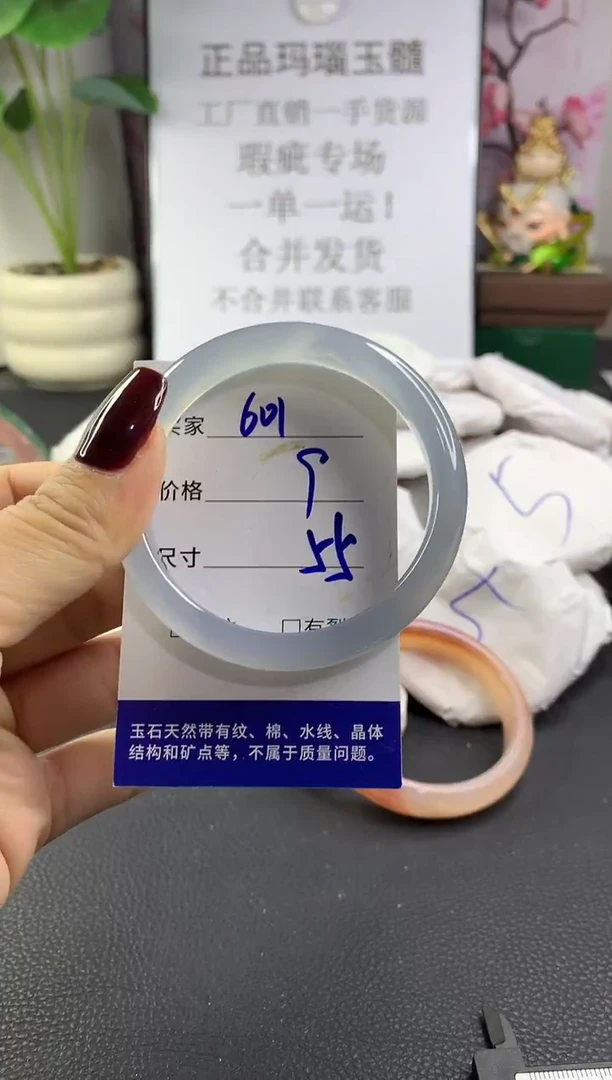 正品玛瑙玉髓
工厂直销一手货源
瑕疵专场
一单一运！
合并发货
不合并联系客服
家 601
价格
尺寸 55
□有
玉石天然带有纹、棉、水线、晶体
结构和矿点等，不属于质量问题。
5
5